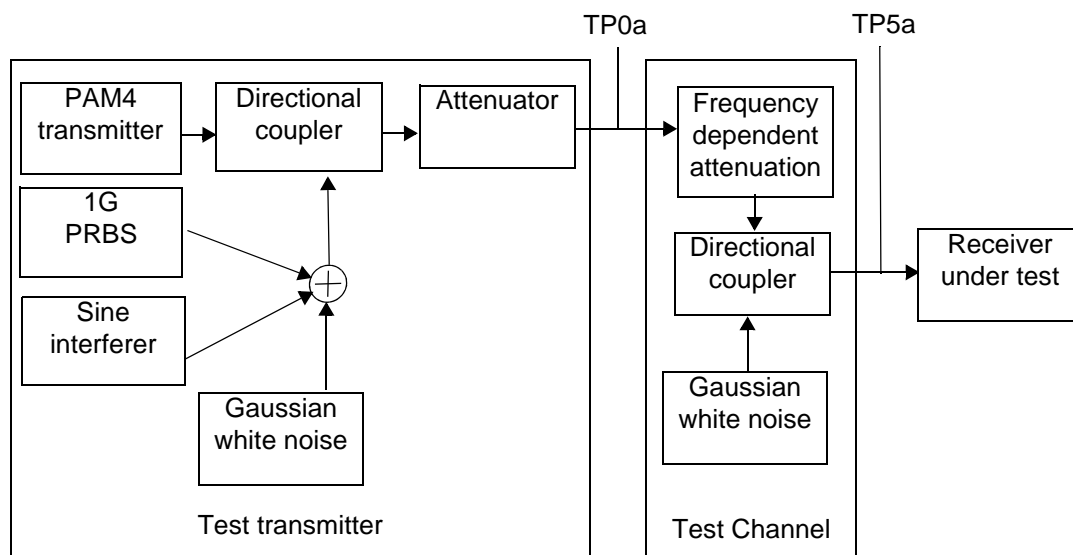 TP0a
TP5a
PAM4
transmitter
Directional
coupler
Attenuator
Frequency
dependent
attenuation
1G
PRBS
Directional
coupler
Receiver
under test
Sine
interferer
Gaussian
white noise
Gaussian
white noise
Test transmitter
Test Channel